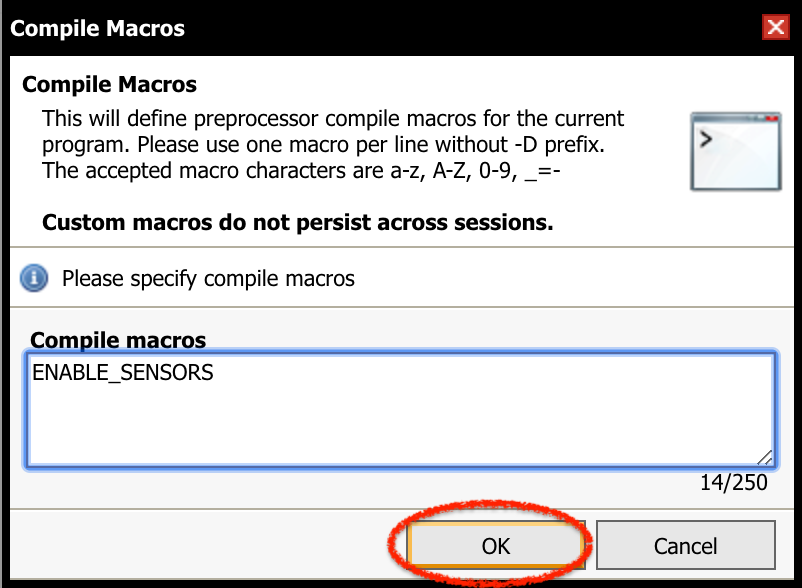 Compile Macros
Compile Macros
This will define preprocessor compile macros for the current
program. Please use one macro per line without -D prefix.
The accepted macro characters are a-z, A-Z, 0-9, _=-
Custom macros do not persist across sessions.
Please specify compile macros
Compile macros
ENABLE_SENSORS
14/250
OK Cancel